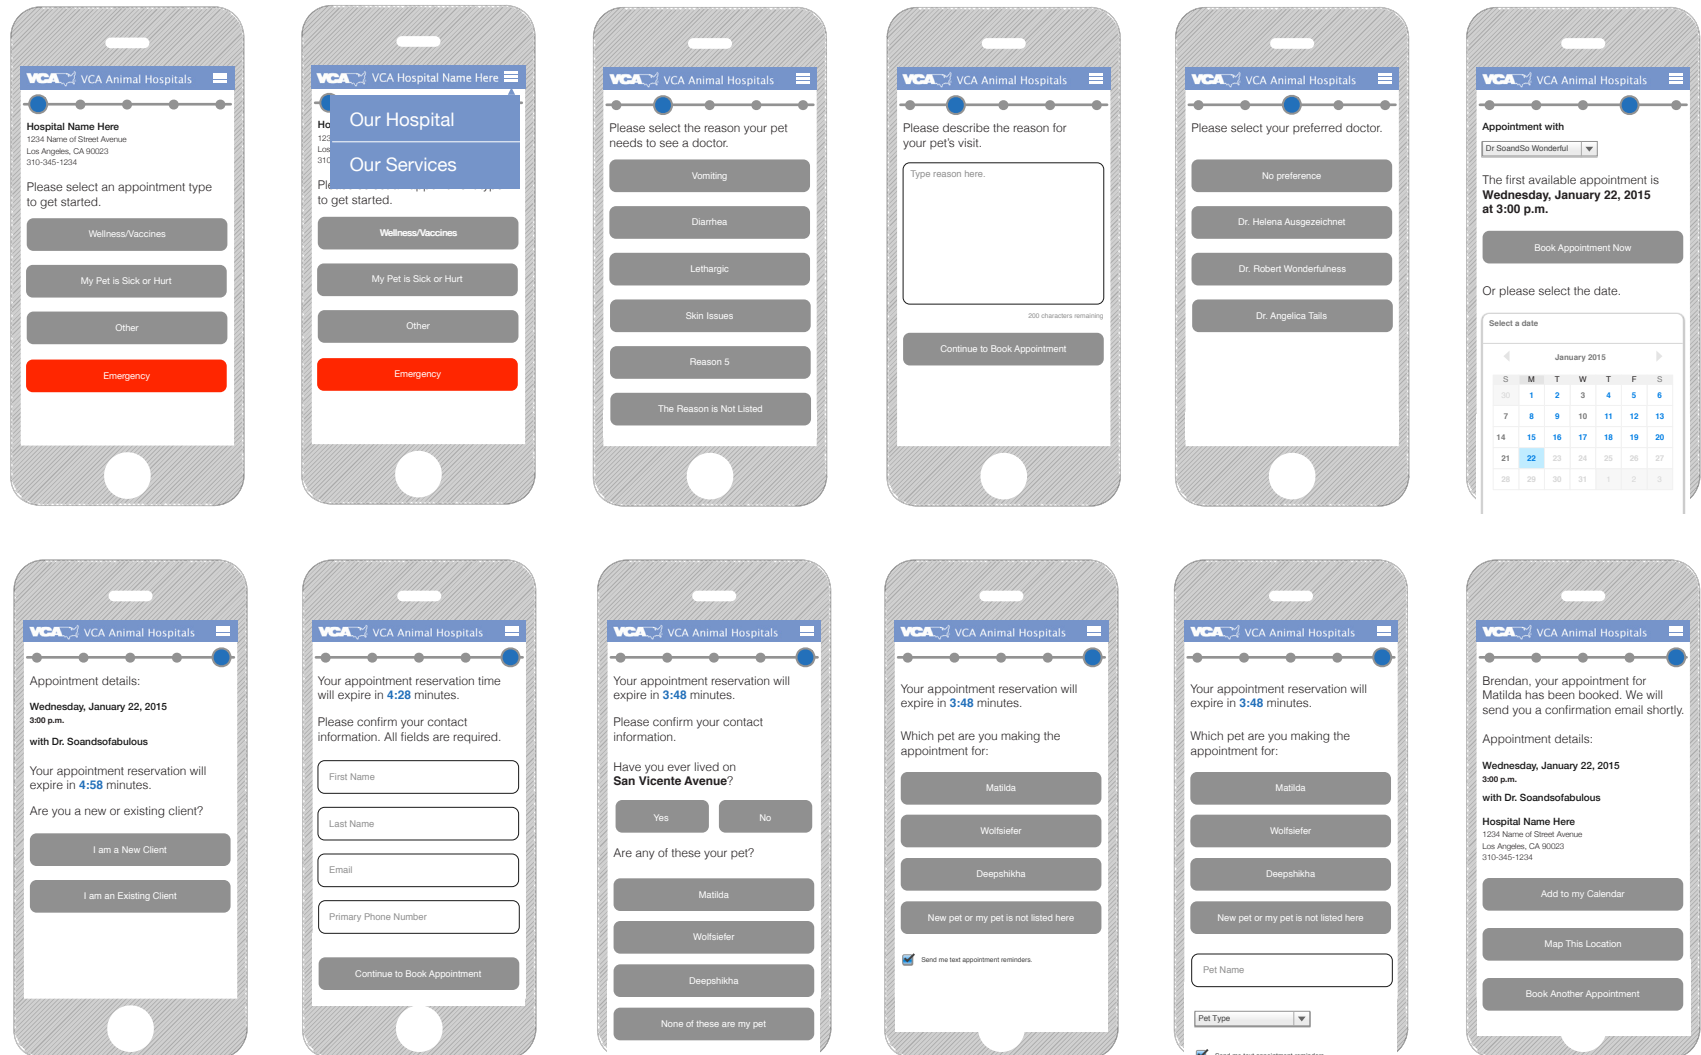 VCA VCA Animal Hospitals
Hospital Name Here
1234 Name of Street Avenue
Los Angeles, CA 90023
310-345-1234
Please select an appointment type
to get started.
Wellness/Vaccines
My Pet is Sick or Hurt
Other
Emergency
VCA VCA Hospital Name Here
Our Hospital
Our Services
to get started.
Wellness/Vaccines
My Pet is Sick or Hurt
Other
Emergency
VCA VCA Animal Hospitals
Please select the reason your pet
needs to see a doctor.
Vomiting
Diarrhea
Lethargic
Skin Issues
Reason 5
The Reason is Not Listed
VCA VCA Animal Hospitals
Please describe the reason for
your pet's visit.
Type reason here.
200 characters remaining
Continue to Book Appointment
VCA VCA Animal Hospitals
Please select your preferred doctor.
No preference
Dr. Helena Ausgezeichnet
Dr. Robert Wonderfulness
Dr. Angelica Tails
VCA VCA Animal Hospitals
Appointment with
Dr SoandSo Wonderful
The first available appointment is
Wednesday, January 22, 2015
at 3:00 p.m.
Book Appointment Now
Or please select the date.
Select a date
January 2015
S M T W T F S
30 1 2 3 4 5 6
7 8 9 10 11 12 13
14 15 16 17 18 19 20
21 22 23 24 25 26 27
28 29 30 31 1 2 3
VCA VCA Animal Hospitals
Appointment details:
Wednesday, January 22, 2015
3:00 p.m.
with Dr. Soandsofabulous
Your appointment reservation will
expire in 4:58 minutes.
Are you a new or existing client?
I am a New Client
I am an Existing Client
VCA VCA Animal Hospitals
Your appointment reservation time
will expire in 4:28 minutes.
Please confirm your contact
information. All fields are required.
First Name
Last Name
Email
Primary Phone Number
Continue to Book Appointment
VCA VCA Animal Hospitals
Your appointment reservation will
expire in 3:48 minutes.
Please confirm your contact
information.
Have you ever lived on
San Vicente Avenue?
Yes No
Are any of these your pet?
Matilda
Wolfsiefer
Deepshikha
None of these are my pet
VCA VCA Animal Hospitals
Your appointment reservation will
expire in 3:48 minutes.
Which pet are you making the
appointment for:
Matilda
Wolfsiefer
Deepshikha
New pet or my pet is not listed here
Send me text appointment reminders.
VCA VCA Animal Hospitals
Your appointment reservation will
expire in 3:48 minutes.
Which pet are you making the
appointment for:
Matilda
Wolfsiefer
Deepshikha
New pet or my pet is not listed here
Pet Name
Pet Type
Send me text appointment reminders.
VCA VCA Animal Hospitals
Brendan, your appointment for
Matilda has been booked. We will
send you a confirmation email shortly.
Appointment details:
Wednesday, January 22, 2015
3:00 p.m.
with Dr. Soandsofabulous
Hospital Name Here
1234 Name of Street Avenue
Los Angeles, CA 90023
310-345-1234
Add to my Calendar
Map This Location
Book Another Appointment